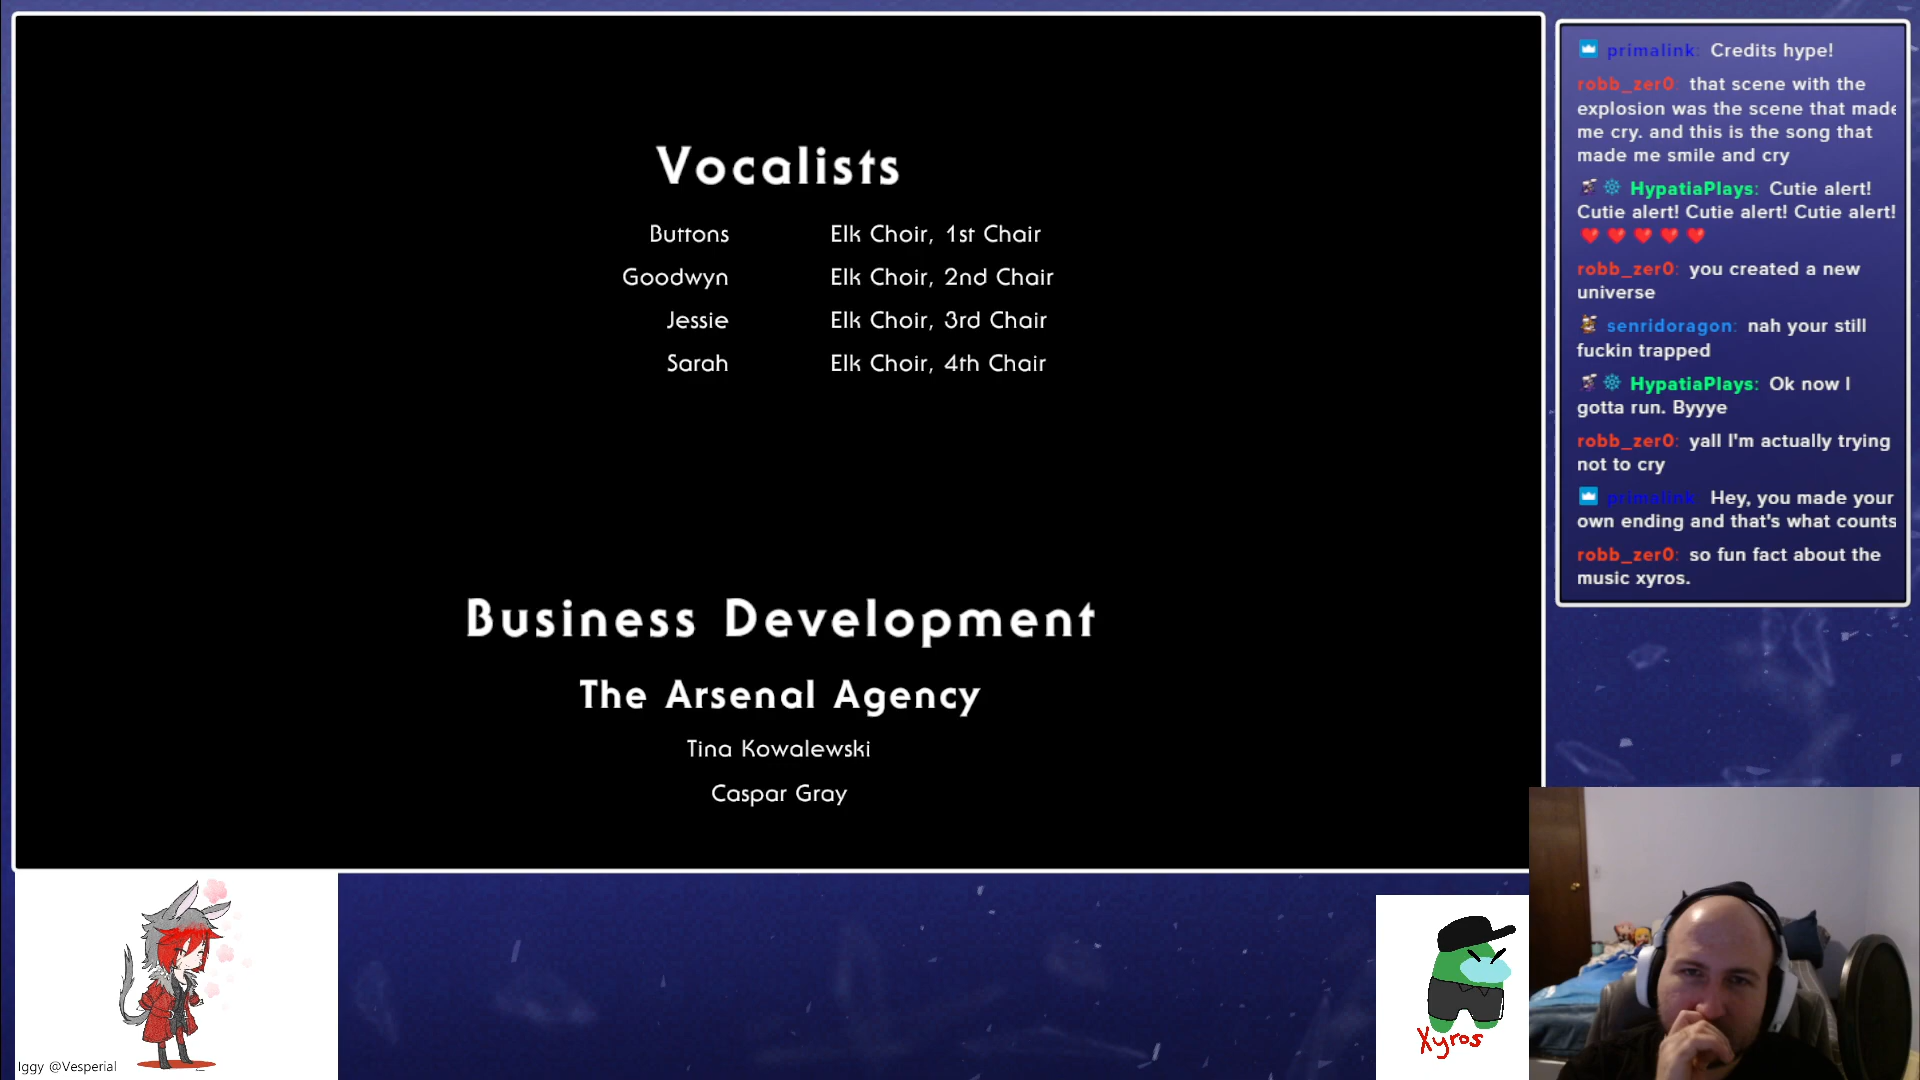 Vocalists
Buttons Elk Choir, 1st Chair
Goodwyn Elk Choir, 2nd Chair
Jessie Elk Choir, 3rd Chair
Sarah Elk Choir, 4th Chair
Business Development
The Arsenal Agency
Tina Kowalewski
Caspar Gray
primalink: Credits hype!
robb_zer0: that scene with the
explosion was the scene that made
me cry. and this is the song that
made me smile and cry
HypatiaPlays: Cutie alert!
Cutie alert! Cutie alert! Cutie alert!
robb_zer0: you created a new
universe
senridoragon: nah your still
fuckin trapped
HypatiaPlays: Ok now I
gotta run. Byyye
robb_zer0: yall I'm actually trying
not to cry
primalink: Hey, you made your
own ending and that's what counts
robb_zer0: so fun fact about the
music xyros.
Iggy @Vesperial
Xyros